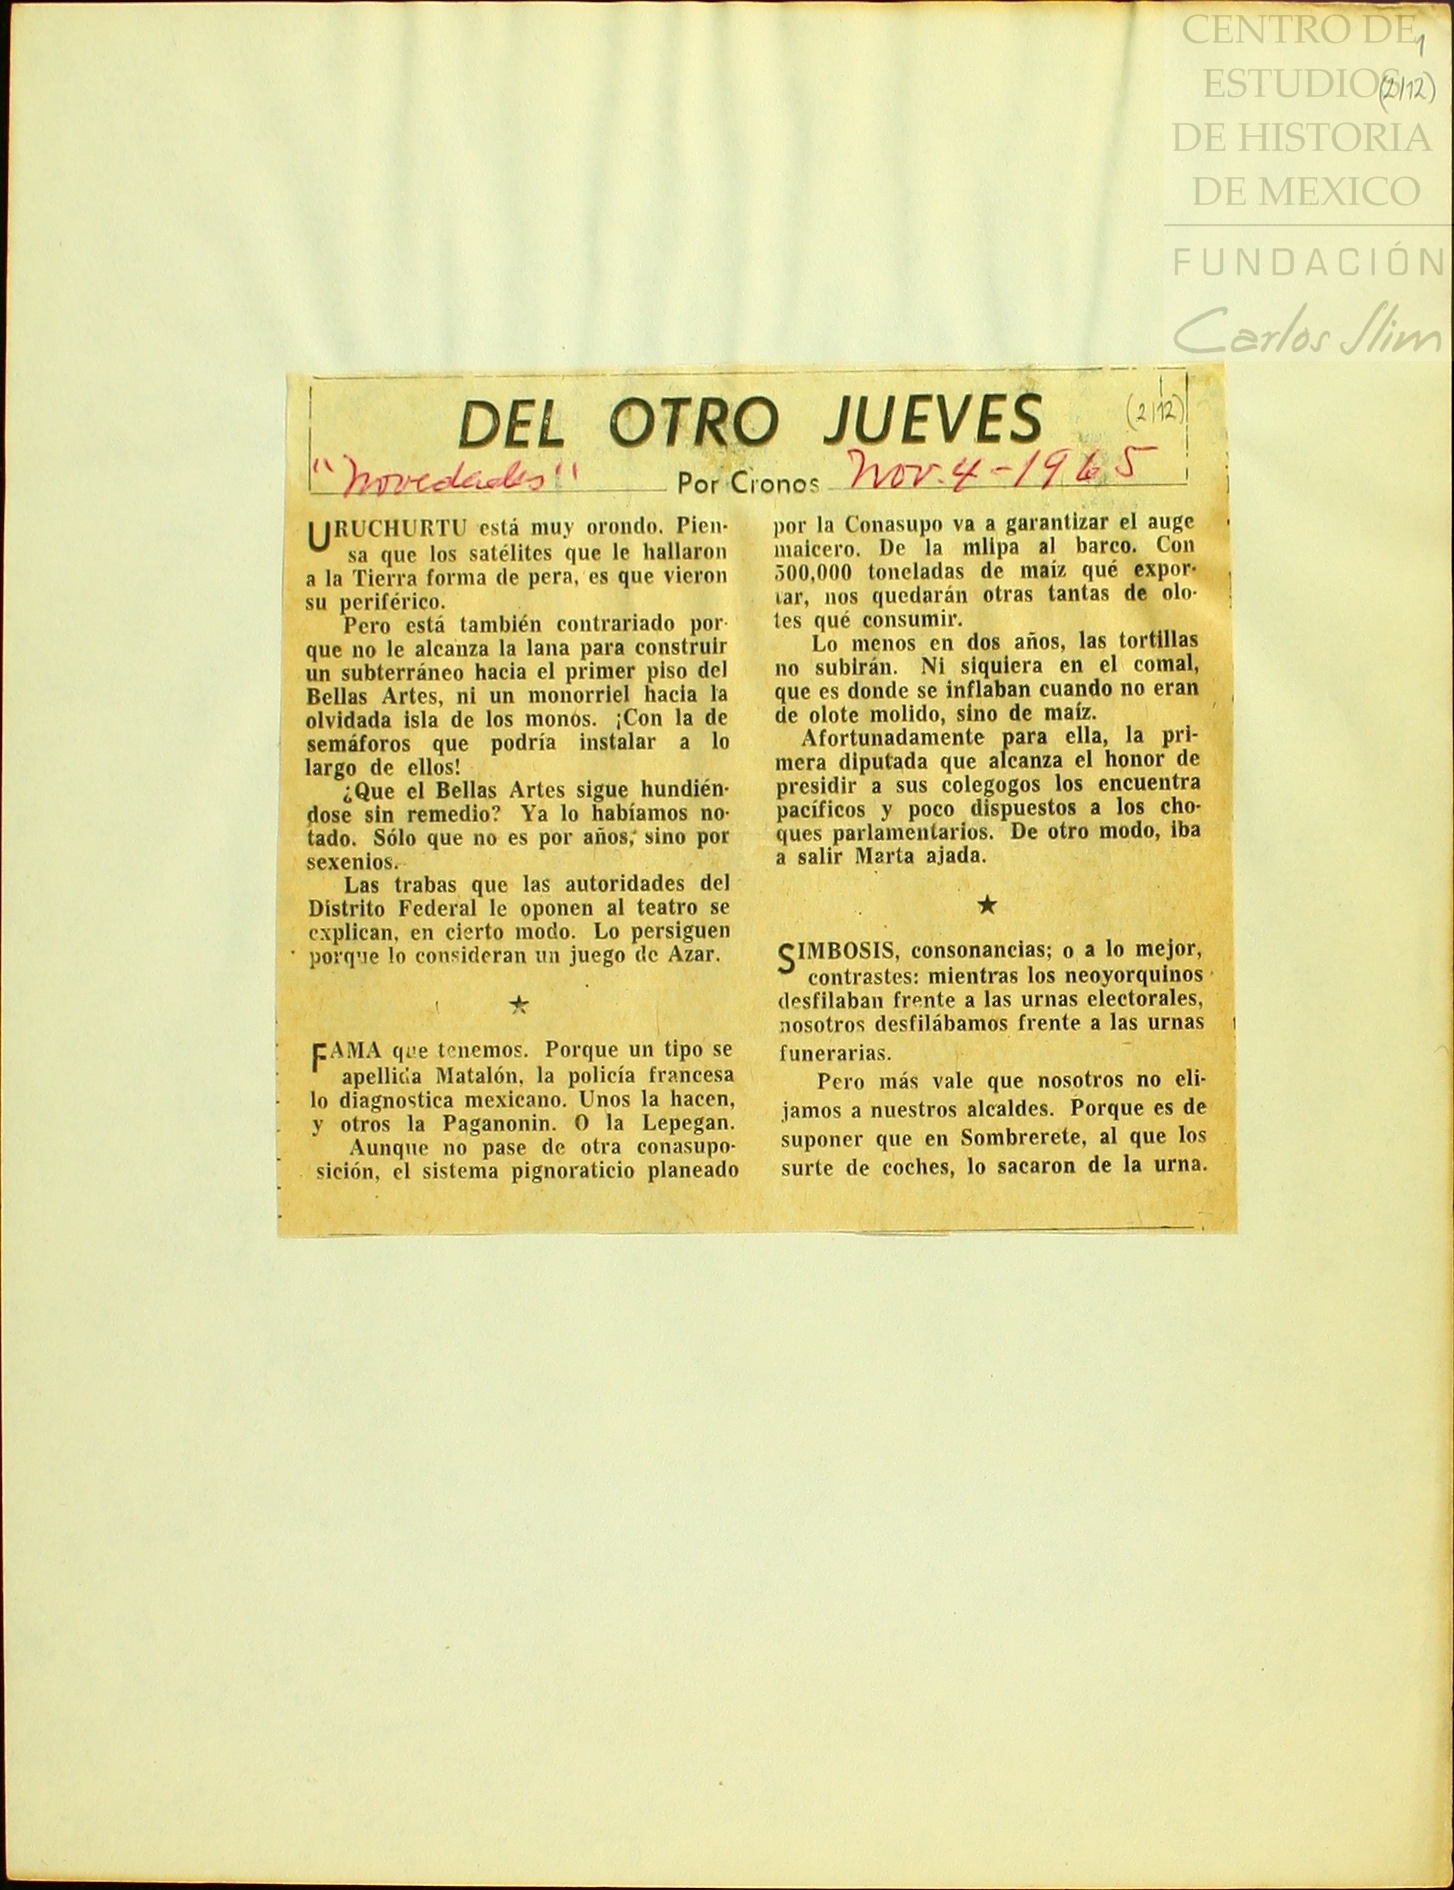 CENTRO DE
ESTUDIOS
DE HISTORIA
DE MEXICO
FUNDACIÓN
Carlos Slim
1
(2/12)
DEL OTRO JUEVES
(2/12)
"Novedades"
Por Cronos
Nov. 4-1965
URUCHURTU está muy orondo. Pien-
sa que los satélites que le hallaron
a la Tierra forma de pera, es que vieron
su periférico.
Pero está también contrariado por-
que no le alcanza la lana para construir
un subterráneo hacia el primer piso del
Bellas Artes, ni un monorriel hacia la
olvidada isla de los monos. ¡Con la de
semáforos que podría instalar a lo
largo de ellos!
¿Que el Bellas Artes sigue hundién-
dose sin remedio? Ya lo habíamos no-
tado. Sólo que no es por años, sino por
sexenios.
Las trabas que las autoridades del
Distrito Federal le oponen al teatro se
explican, en cierto modo. Lo persiguen
porque lo consideran un juego de Azar.
★
FAMA que tenemos. Porque un tipo se
apellida Matalón, la policía francesa
lo diagnostica mexicano. Unos la hacen,
y otros la Paganonin. O la Lepegan.
Aunque no pase de otra conasupo-
sición, el sistema pignoraticio planeado
por la Conasupo va a garantizar el auge
maicero. De la mlipa al barco. Con
500,000 toneladas de maíz qué expor-
tar, nos quedarán otras tantas de olo-
tes qué consumir.
Lo menos en dos años, las tortillas
no subirán. Ni siquiera en el comal,
que es donde se inflaban cuando no eran
de olote molido, sino de maíz.
Afortunadamente para ella, la pri-
mera diputada que alcanza el honor de
presidir a sus colegogos los encuentra
pacíficos y poco dispuestos a los cho-
ques parlamentarios. De otro modo, iba
a salir Marta ajada.
★
SIMBOSIS, consonancias; o a lo mejor,
contrastes: mientras los neoyorquinos
desfilaban frente a las urnas electorales,
nosotros desfilábamos frente a las urnas
funerarias.
Pero más vale que nosotros no eli-
jamos a nuestros alcaldes. Porque es de
suponer que en Sombrerete, al que los
surte de coches, lo sacaron de la urna.